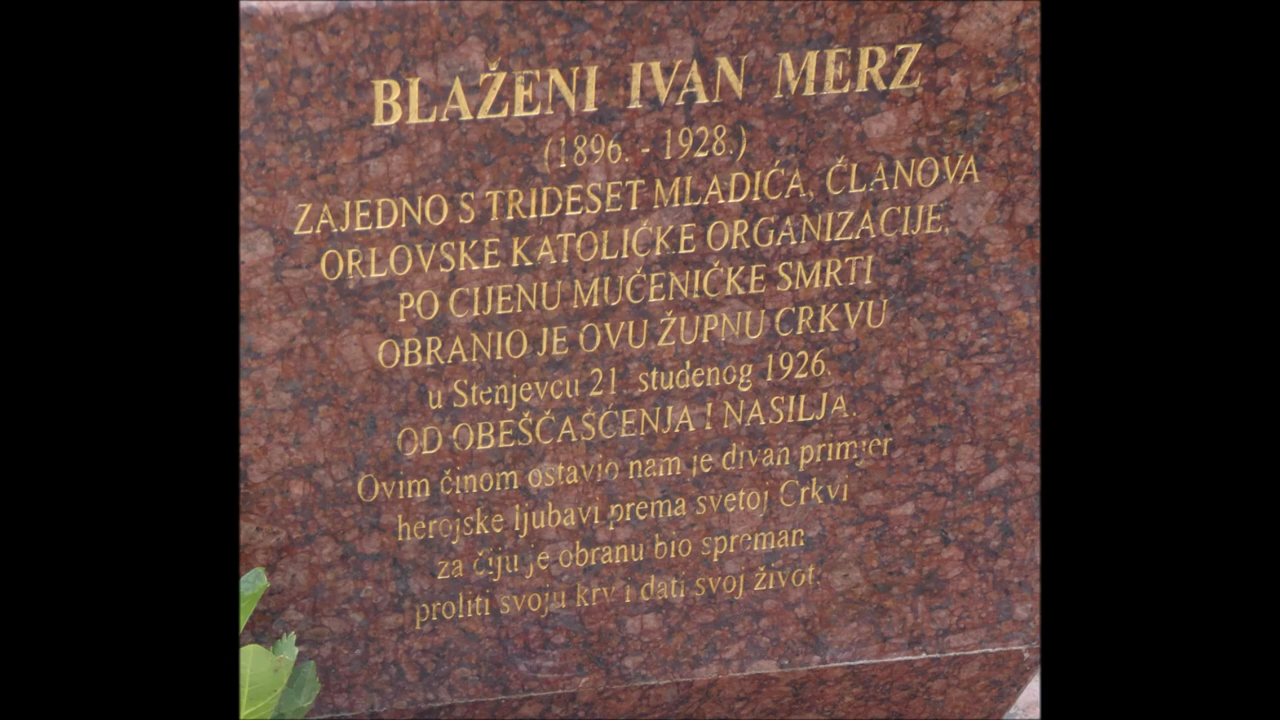 BLAŽENI IVAN MERZ
(1896. - 1928.)
ZAJEDNO S TRIDESET MLADIĆA, ČLANOVA
ORLOVSKE KATOLIČKE ORGANIZACIJE,
PO CIJENU MUČENIČKE SMRTI
OBRANIO JE OVU ŽUPNU CRKVU
u Stenjevcu 21 studenog 1926.
OD OBEŠČAŠĆENJA I NASILJA.
Ovim činom ostavio nam je divan primjer
herojske ljubavi prema svetoj Crkvi
za čiju je obranu bio spreman
proliti svoju krv i dati svoj život.